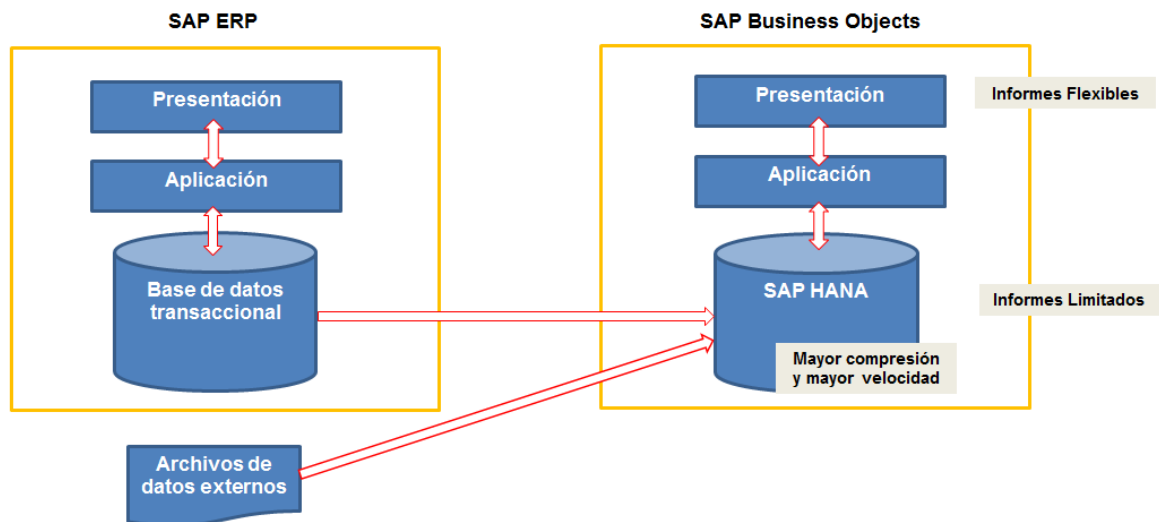 SAP ERP
SAP Business Objects
Presentación
Aplicación
Base de datos
transaccional
Archivos de
datos externos
Presentación
Aplicación
SAP HANA
Mayor compresión
y mayor velocidad
Informes Flexibles
Informes Limitados